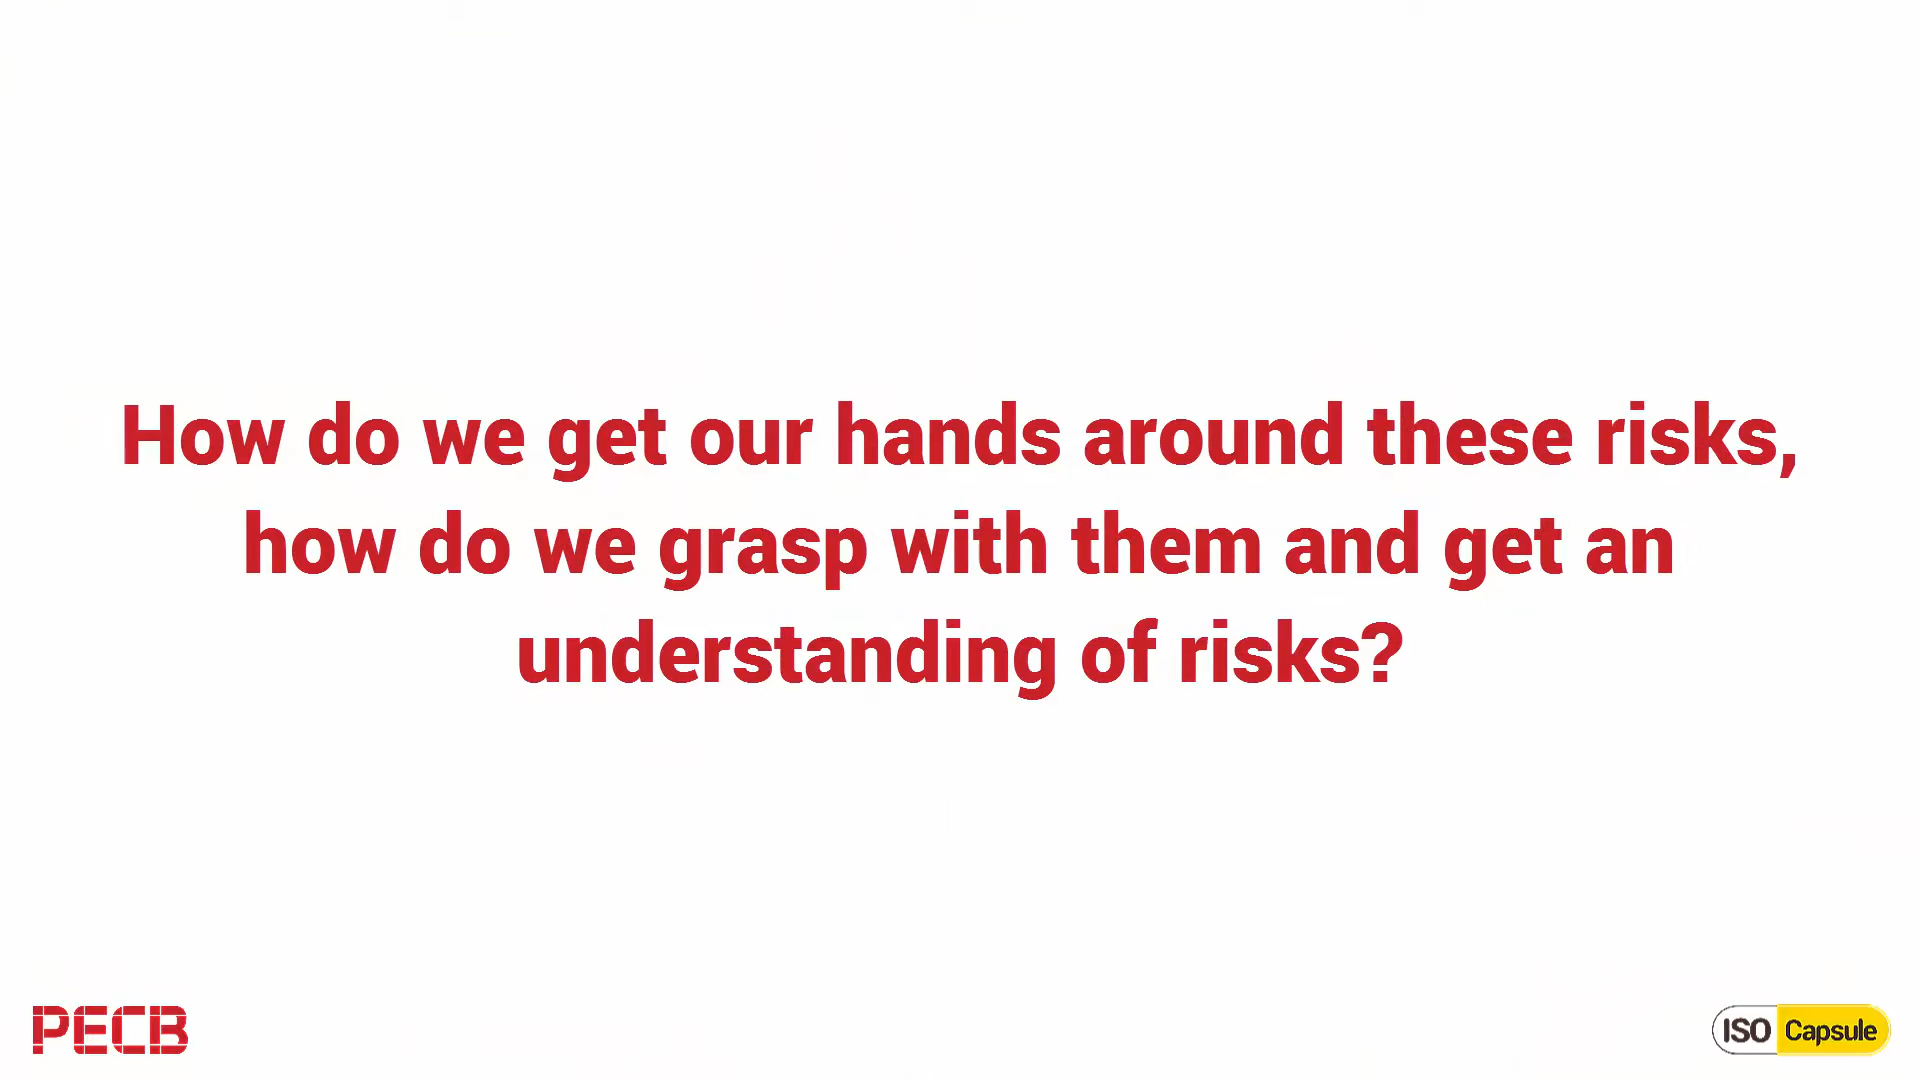 How do we get our hands around these risks,
how do we grasp with them and get an
understanding of risks?
PECB
ISO Capsule